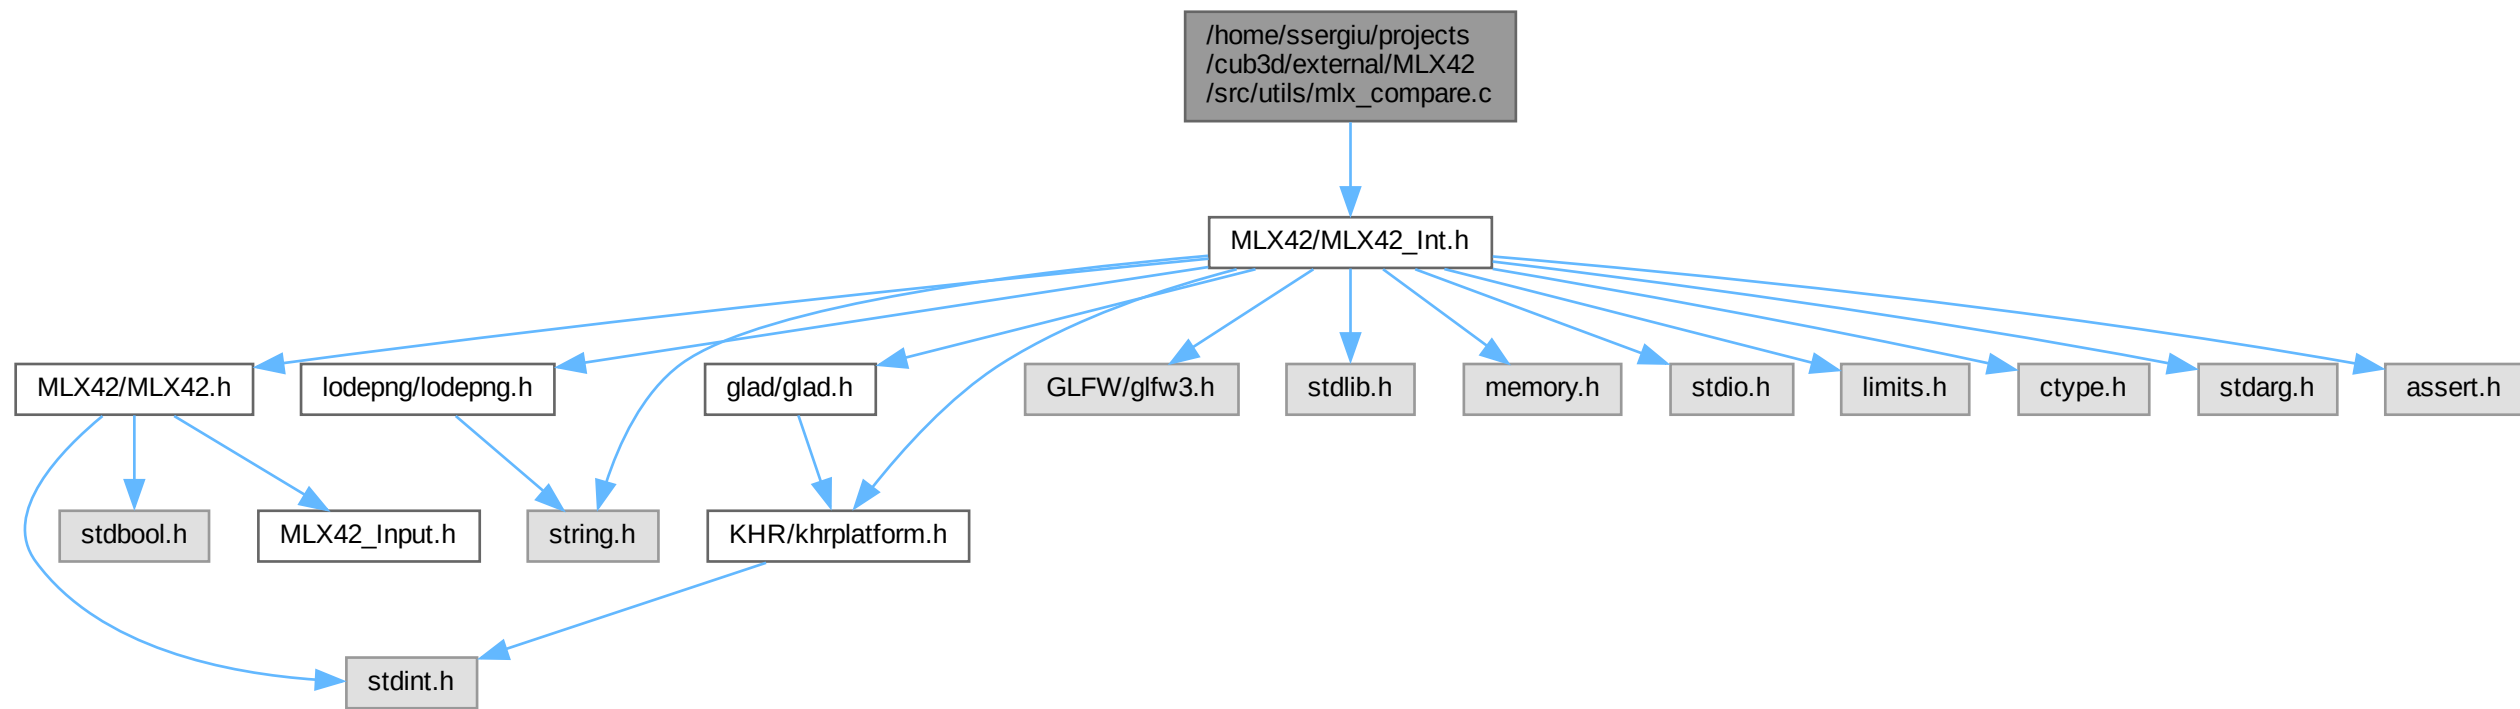 /home/ssergiu/projects
/cub3d/external/MLX42
/src/utils/mlx_compare.c
MLX42/MLX42_Int.h
MLX42/MLX42.h
lodepng/lodepng.h
glad/glad.h
GLFW/glfw3.h
stdlib.h
memory.h
stdio.h
limits.h
ctype.h
stdarg.h
assert.h
stdbool.h
MLX42_Input.h
string.h
KHR/khrplatform.h
stdint.h